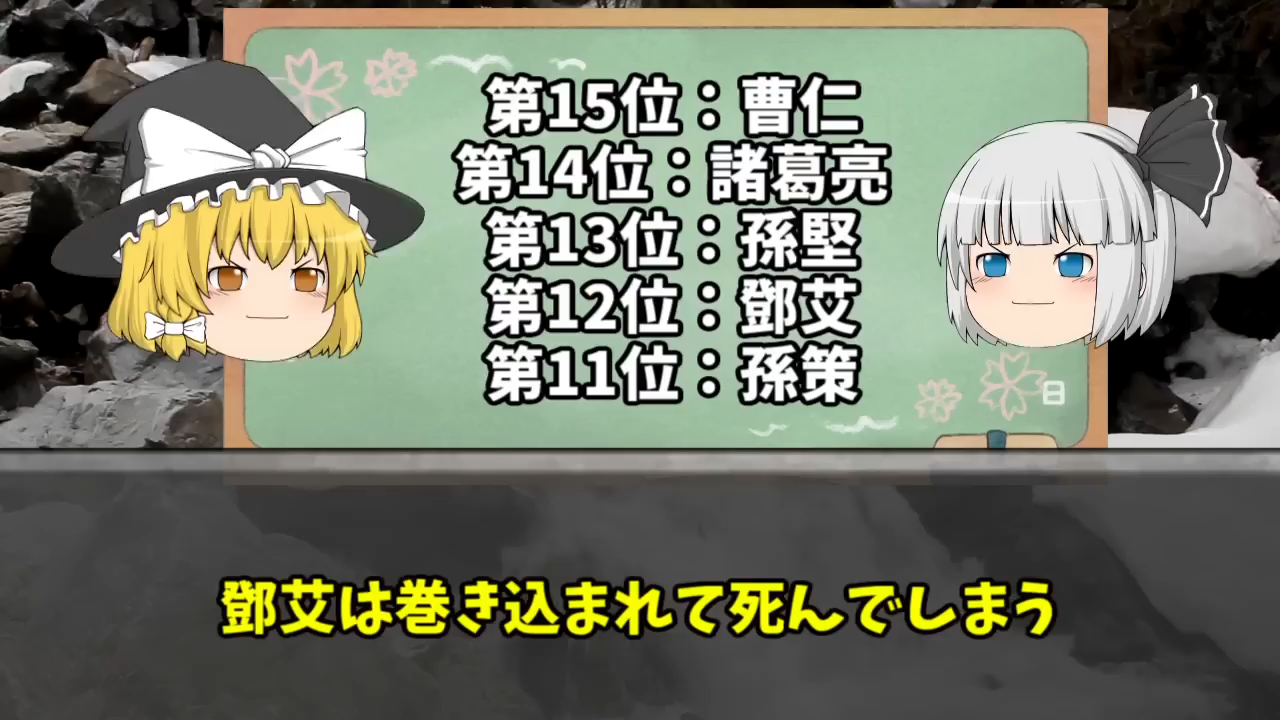 第15位：曹仁
第14位：諸葛亮
第13位：孫堅
第12位：鄧艾
第11位：孫策
日
鄧艾は巻き込まれて死んでしまう